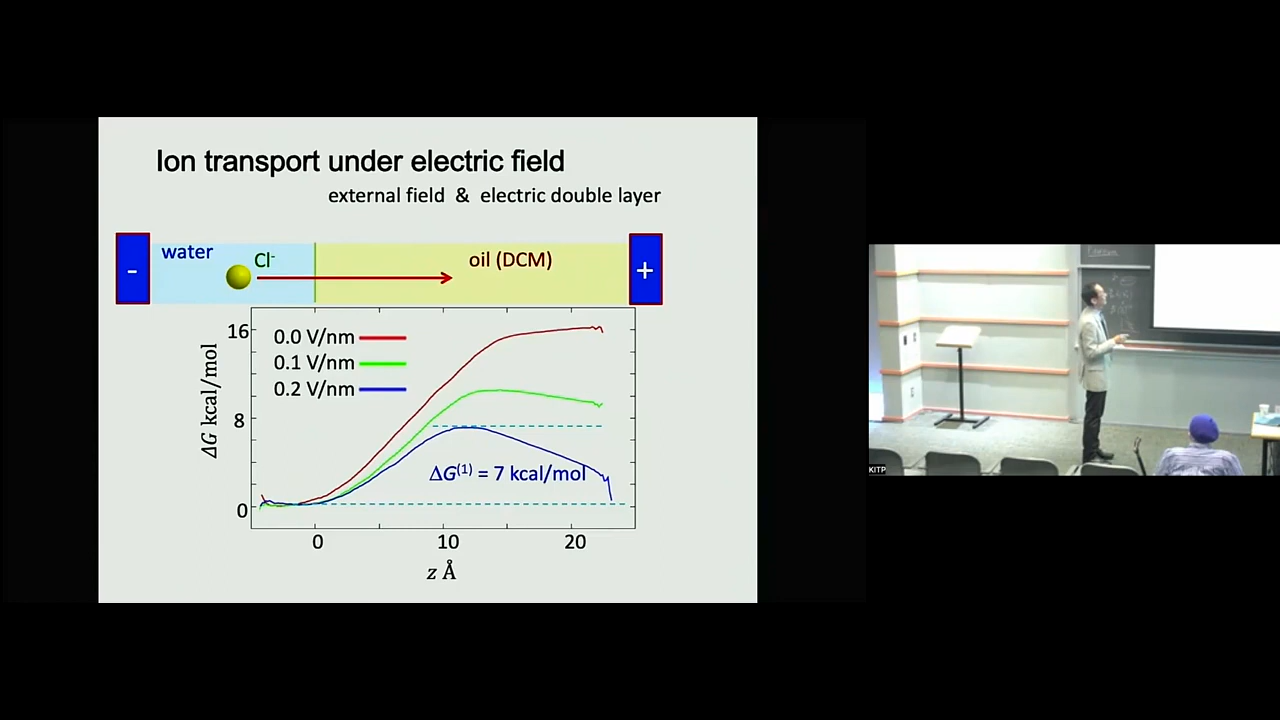 Ion transport under electric field
external field & electric double layer
-
water
Cl-
oil (DCM)
+
16
8
0
ΔG kcal/mol
0.0 V/nm
0.1 V/nm
0.2 V/nm
ΔG(1) = 7 kcal/mol
0
10
20
z Å
KITP